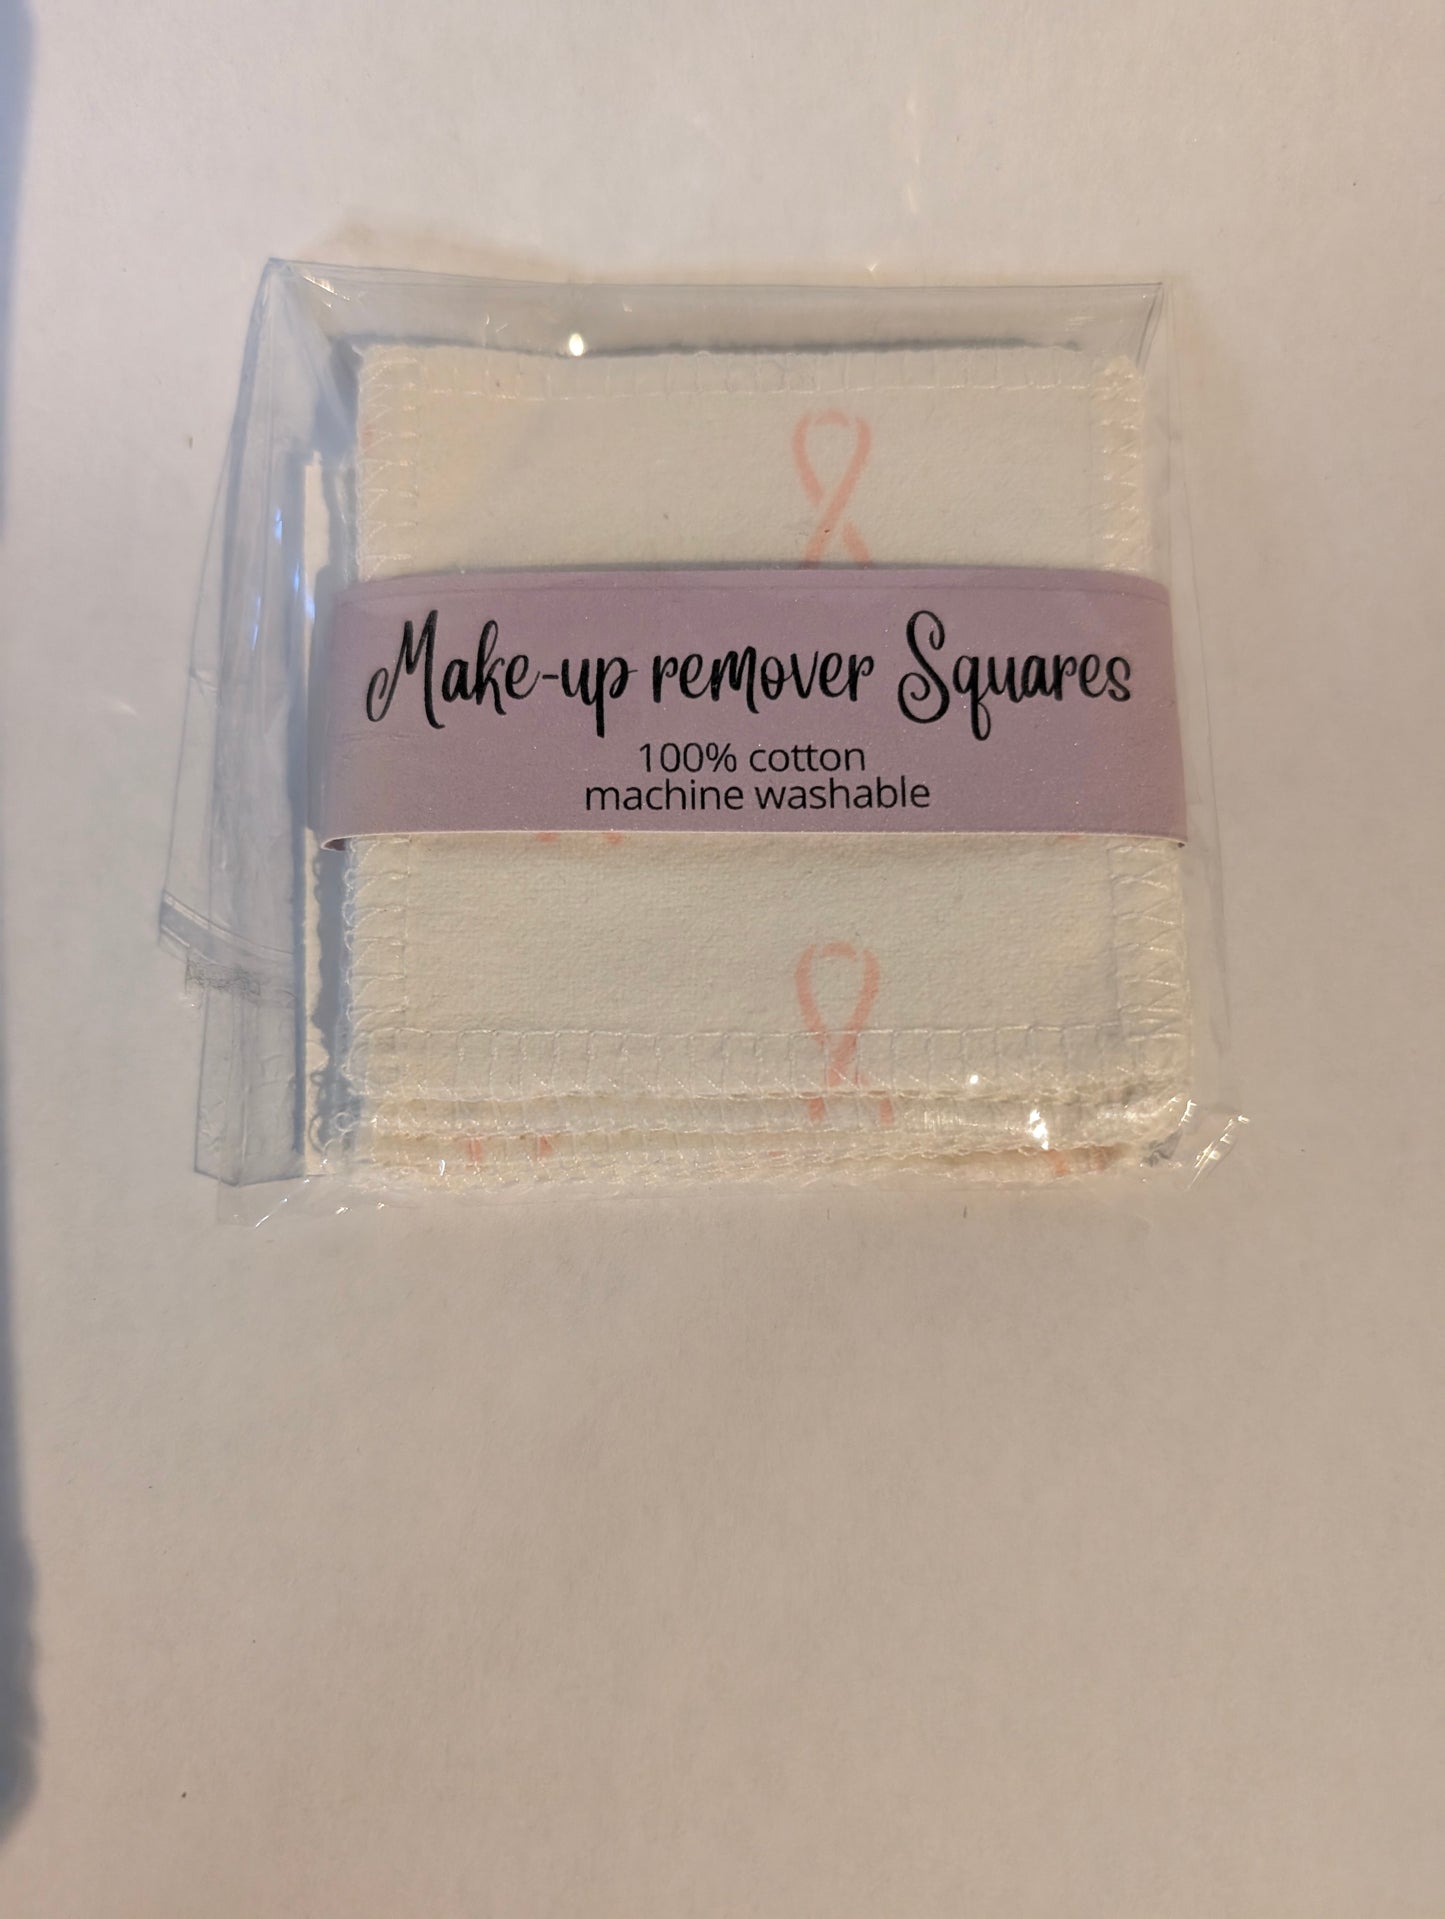 Make-up remover Squares
100% cotton
machine washable